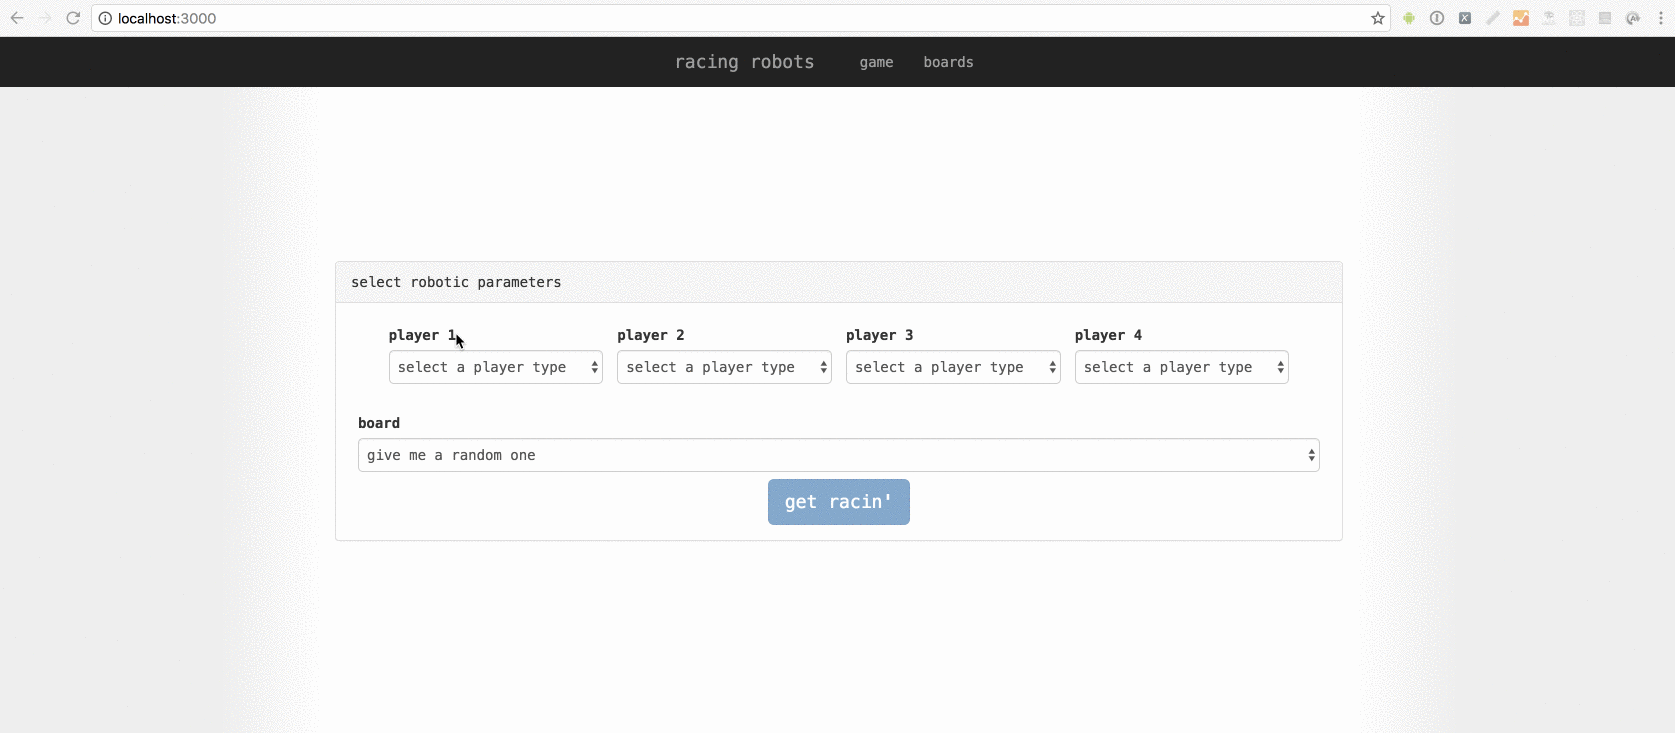 localhost:3000
racing robots game boards
select robotic parameters
player 1 player 2 player 3 player 4
select a player type select a player type select a player type select a player type
board
give me a random one
get racin'